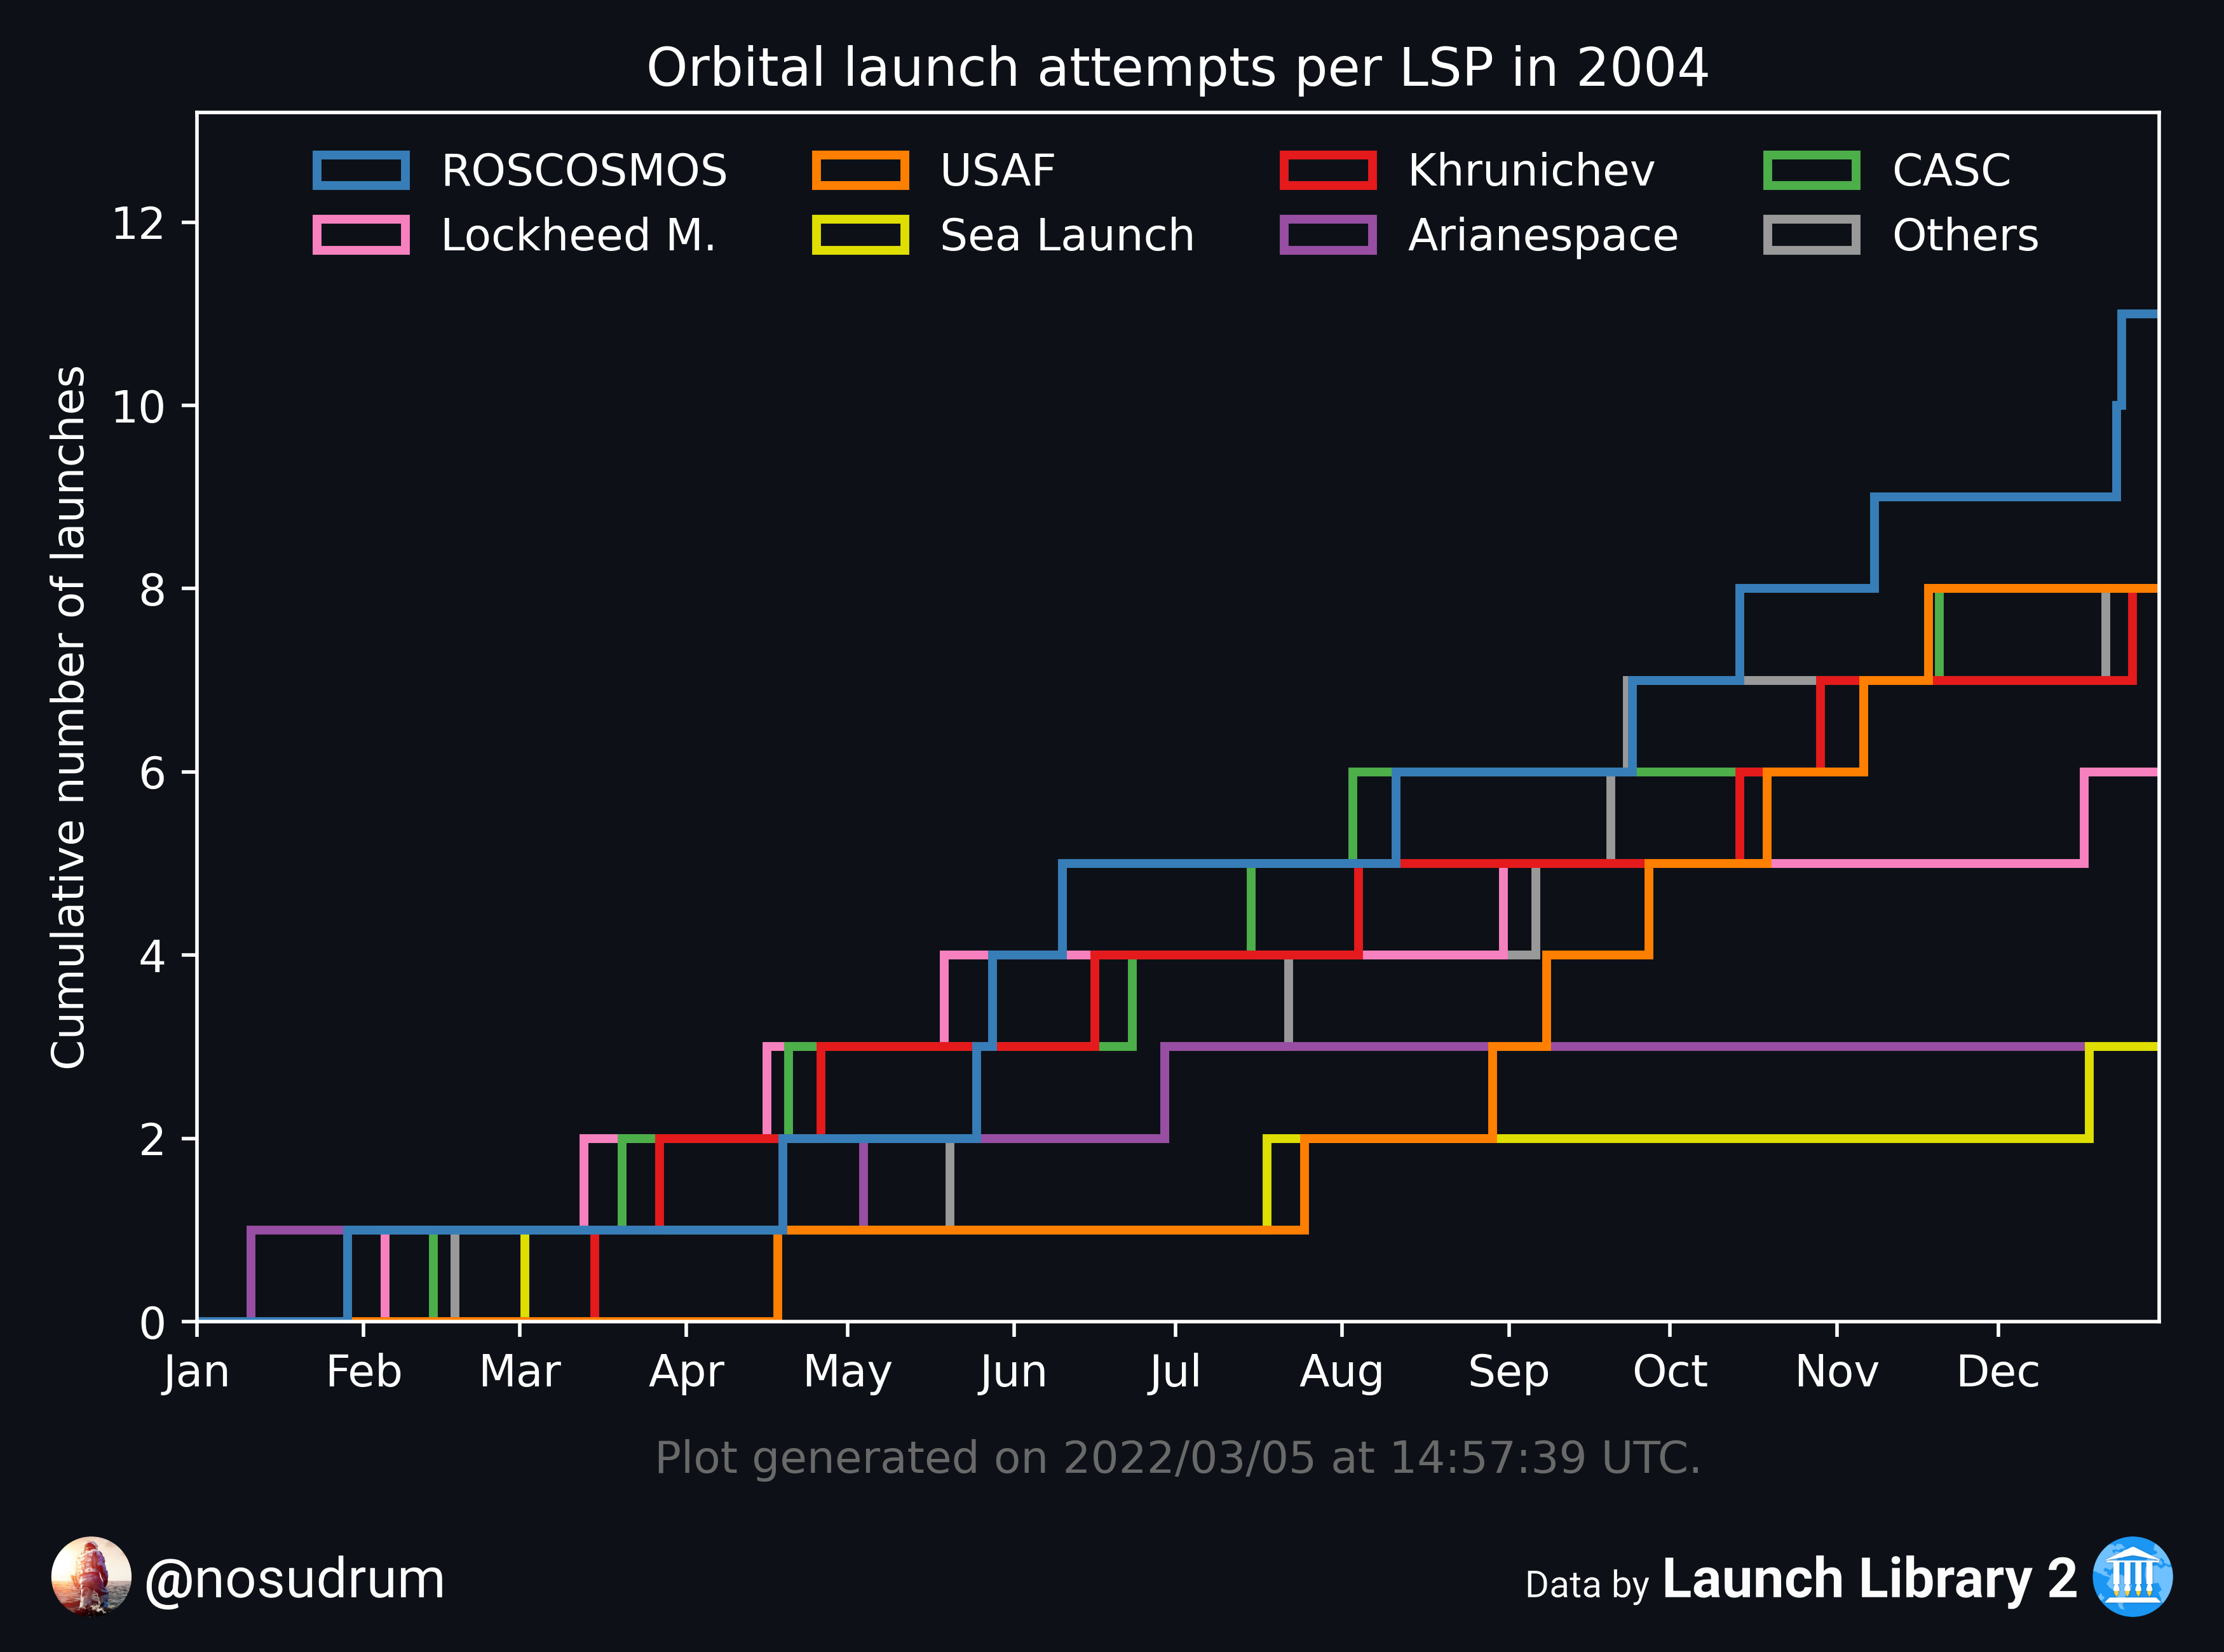 Orbital launch attempts per LSP in 2004
ROSCOSMOS USAF Khrunichev CASC
Lockheed M. Sea Launch Arianespace Others
Cumulative number of launches
12
10
8
6
4
2
0
Jan Feb Mar Apr May Jun Jul Aug Sep Oct Nov Dec
Plot generated on 2022/03/05 at 14:57:39 UTC.
@nosudrum
Data by Launch Library 2